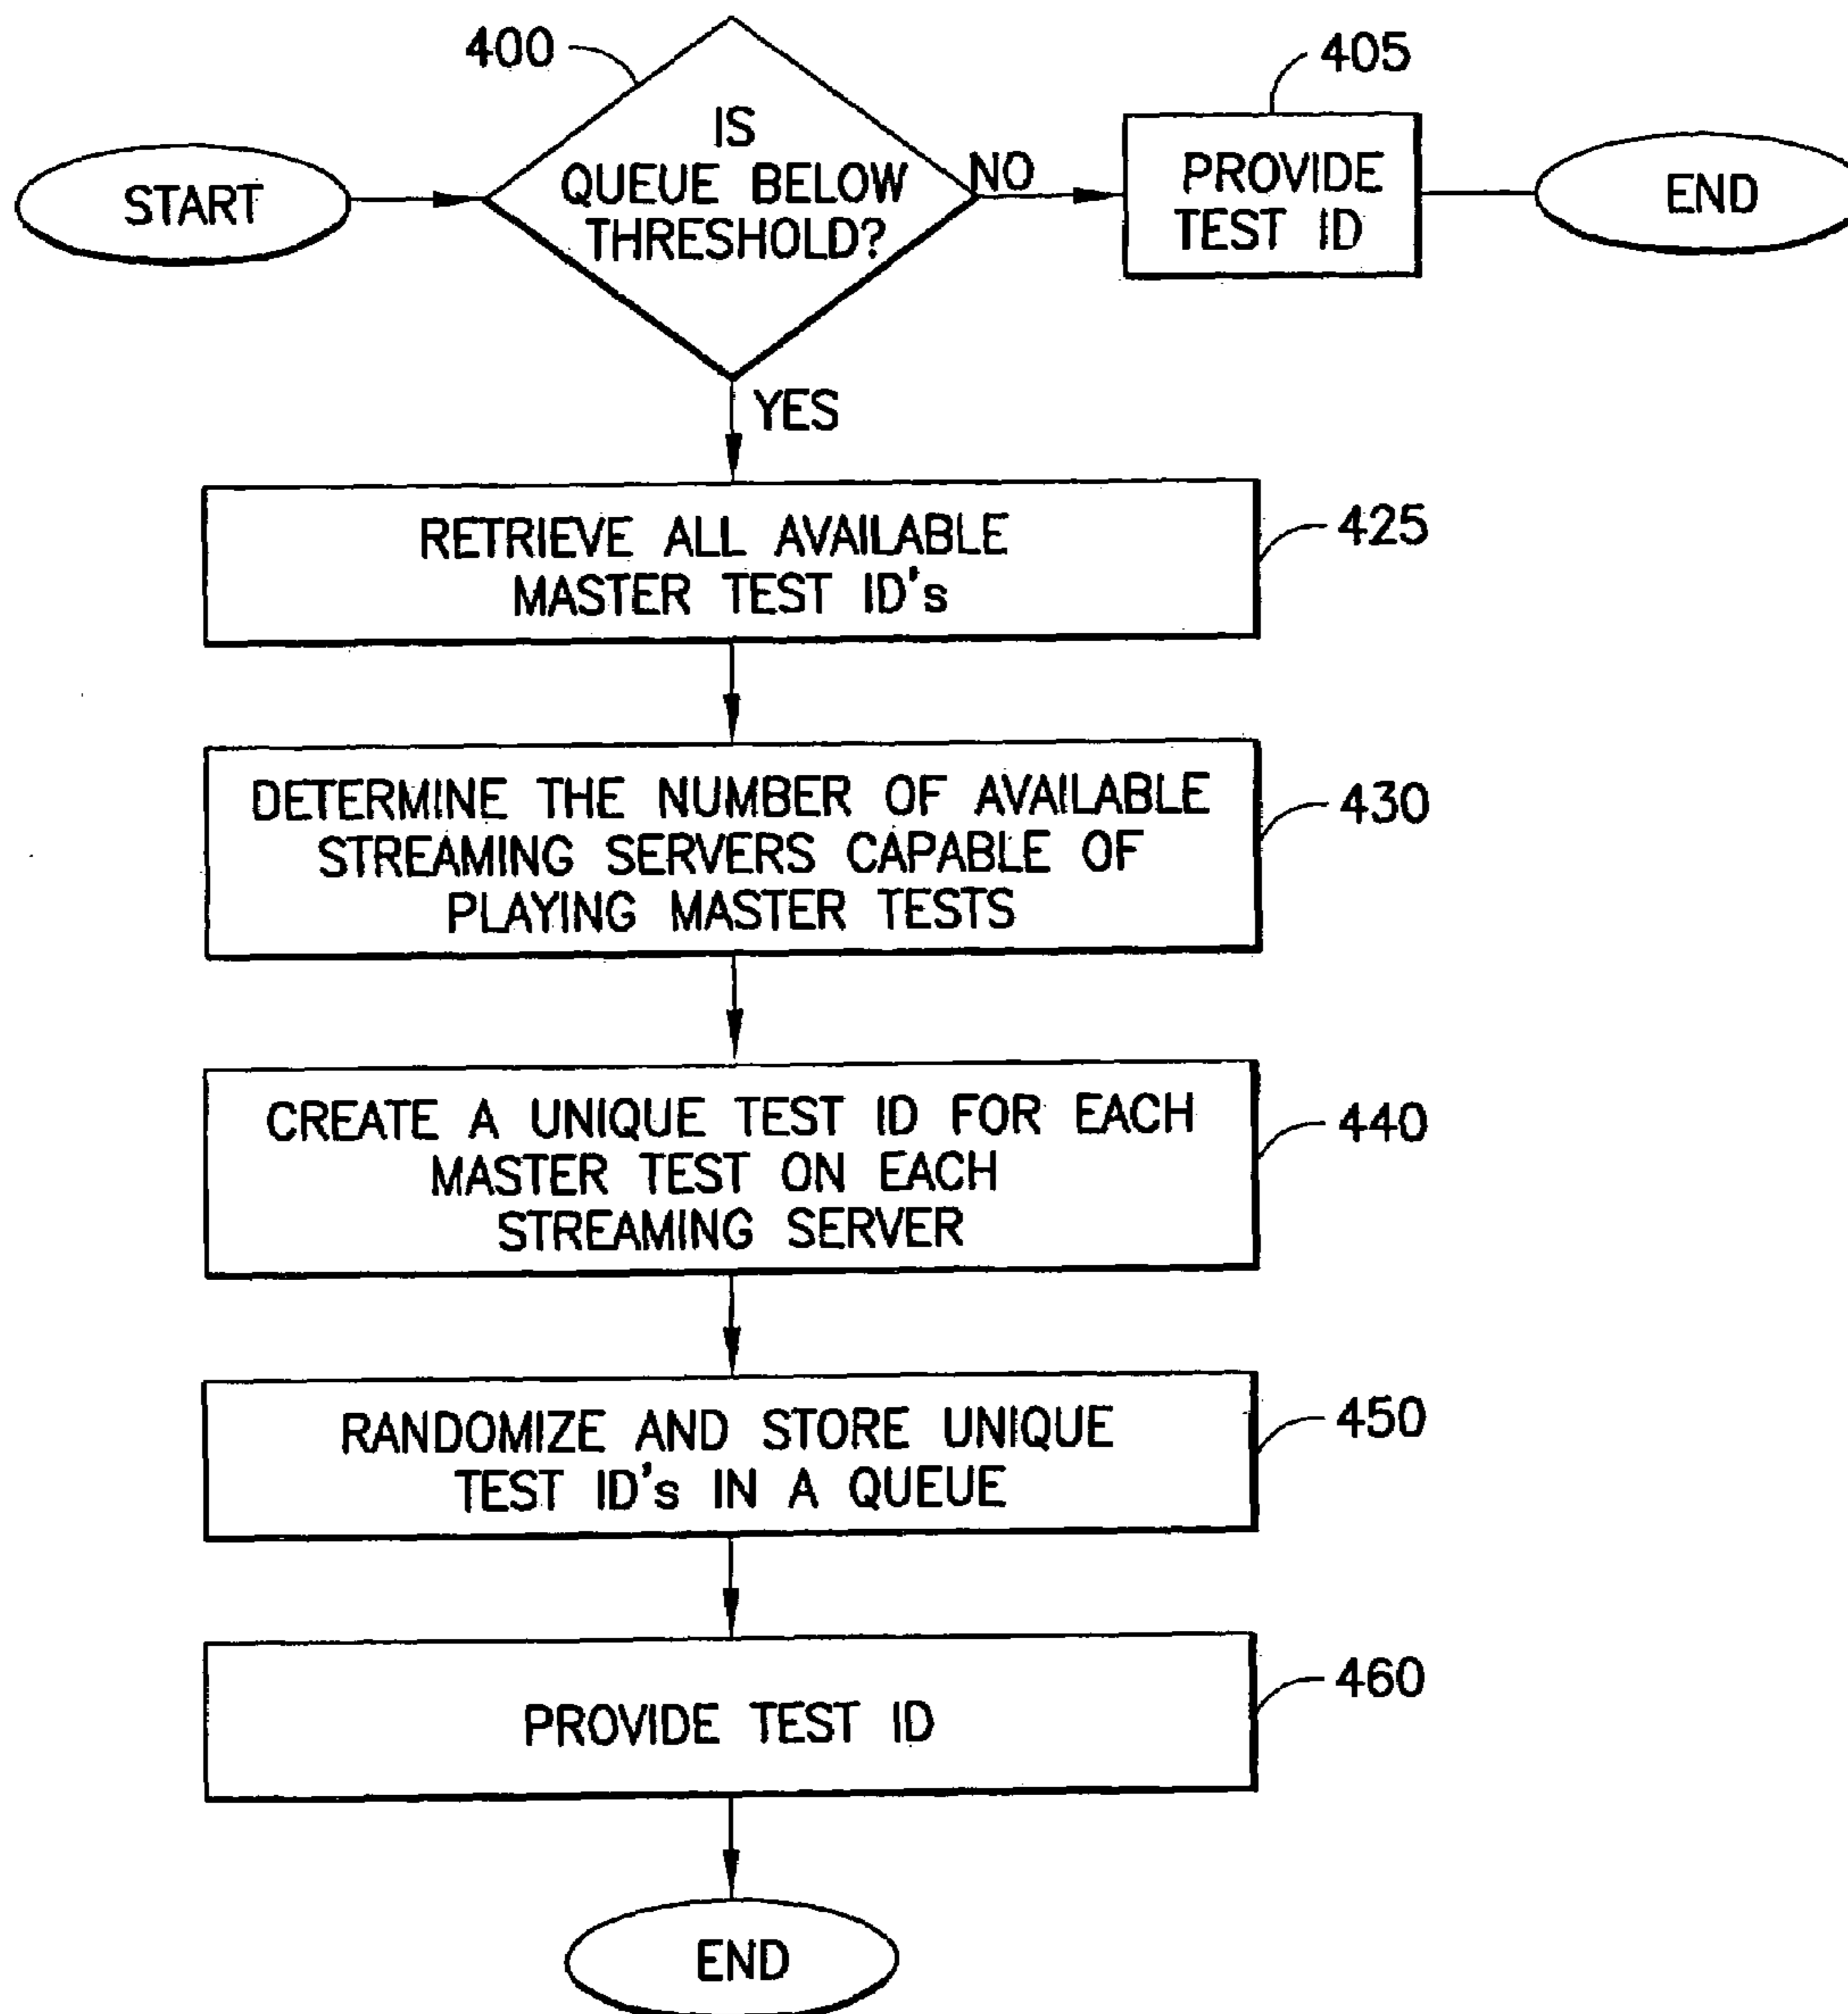 400
405
START
IS
QUEUE BELOW
THRESHOLD?
NO
PROVIDE
TEST ID
END
YES
RETRIEVE ALL AVAILABLE
MASTER TEST ID's
425
DETERMINE THE NUMBER OF AVAILABLE
STREAMING SERVERS CAPABLE OF
PLAYING MASTER TESTS
430
CREATE A UNIQUE TEST ID FOR EACH
MASTER TEST ON EACH
STREAMING SERVER
440
RANDOMIZE AND STORE UNIQUE
TEST ID's IN A QUEUE
450
PROVIDE TEST ID
460
END